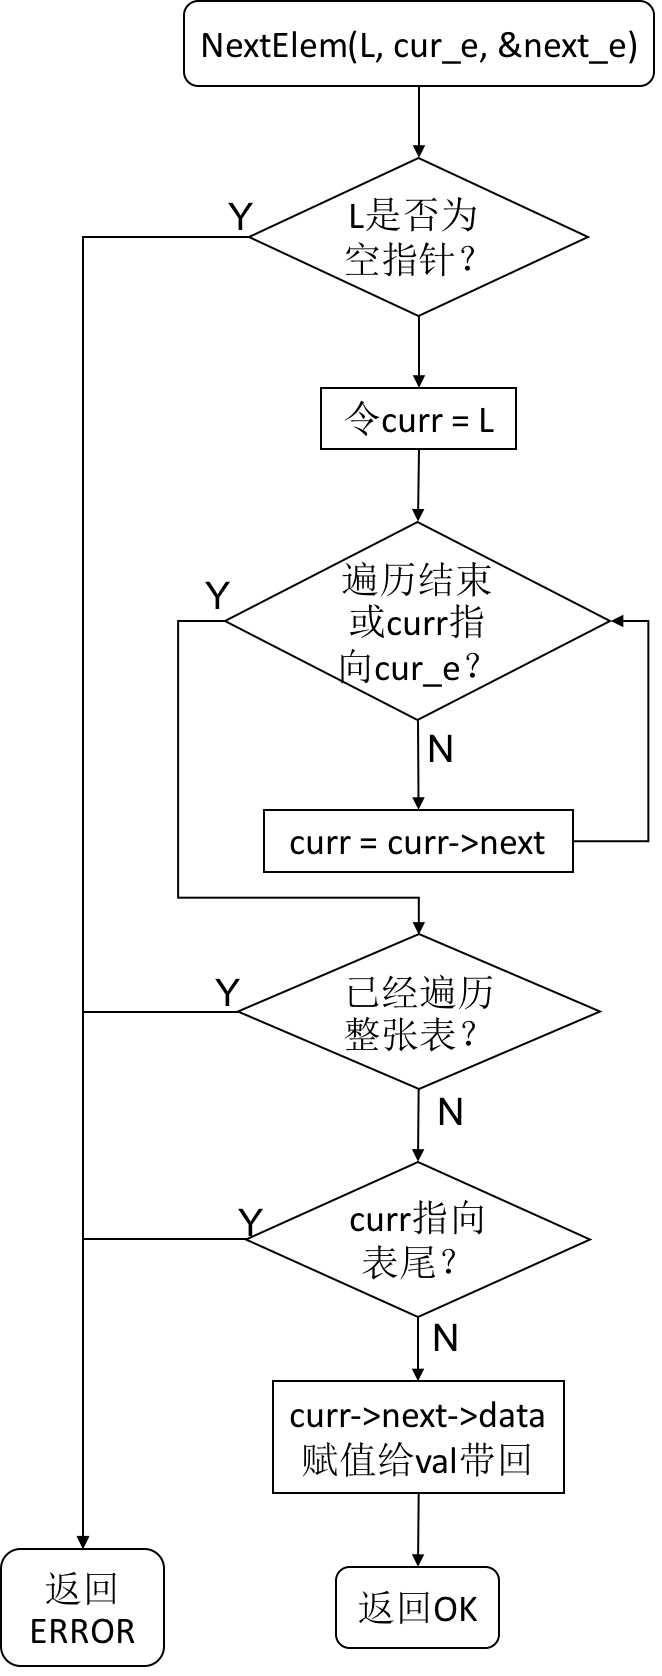 NextElem(L, cur_e, &next_e)
Y
L是否为
空指针？
令curr = L
Y
遍历结束
或curr指
向cur_e？
N
curr = curr->next
Y
已经遍历
整张表？
N
Y
curr指向
表尾？
N
curr->next->data
赋值给val带回
返回
ERROR
返回OK